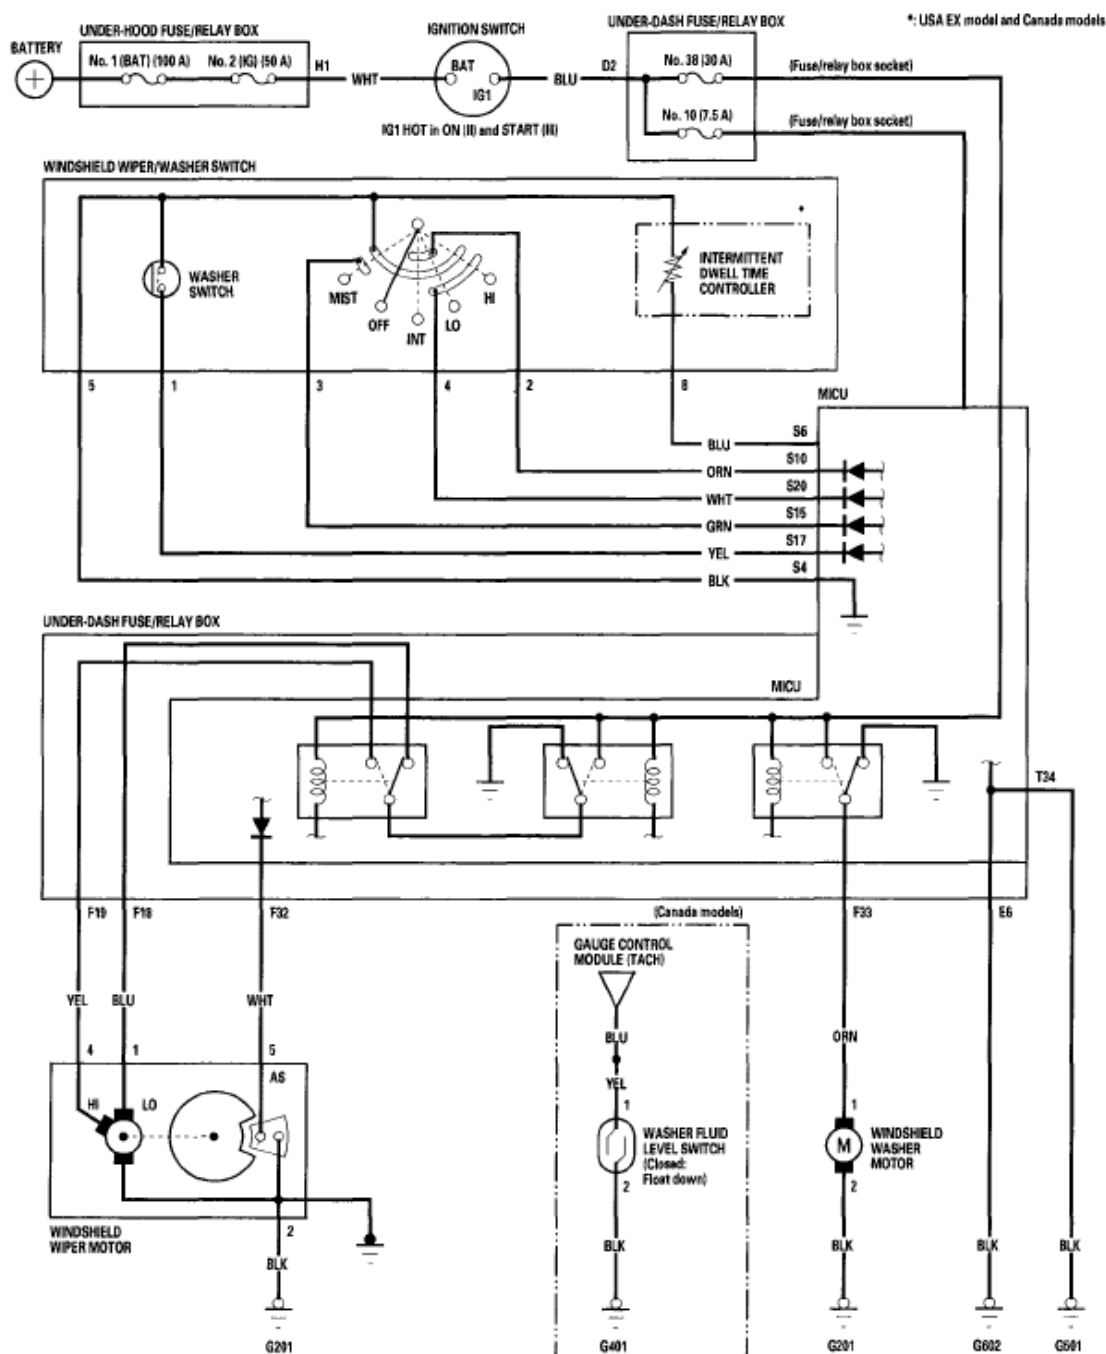 *: USA EX model and Canada models
UNDER-HOOD FUSE/RELAY BOX
IGNITION SWITCH
UNDER-DASH FUSE/RELAY BOX
BATTERY
No. 1 (BAT) (100 A)
No. 2 (IG) (50 A)
H1
WHT
BAT
IG1
BLU
D2
No. 38 (30 A)
(Fuse/relay box socket)
No. 10 (7.5 A)
(Fuse/relay box socket)
IG1 HOT in ON (II) and START (III)
WINDSHIELD WIPER/WASHER SWITCH
*
WASHER
SWITCH
MIST
OFF
INT
LO
HI
INTERMITTENT
DWELL TIME
CONTROLLER
5
1
3
4
2
8
MICU
BLU
S6
ORN
S10
WHT
S20
GRN
S15
YEL
S17
BLK
S4
UNDER-DASH FUSE/RELAY BOX
MICU
T34
F19
F18
F32
(Canada models)
F33
E6
GAUGE CONTROL
MODULE (TACH)
YEL
BLU
WHT
BLU
ORN
4
1
5
AS
HI
LO
YEL
1
1
WASHER FLUID
LEVEL SWITCH
(Closed:
Float down)
M
WINDSHIELD
WASHER
MOTOR
2
2
2
WINDSHIELD
WIPER MOTOR
BLK
BLK
BLK
BLK
BLK
G201
G401
G201
G602
G501